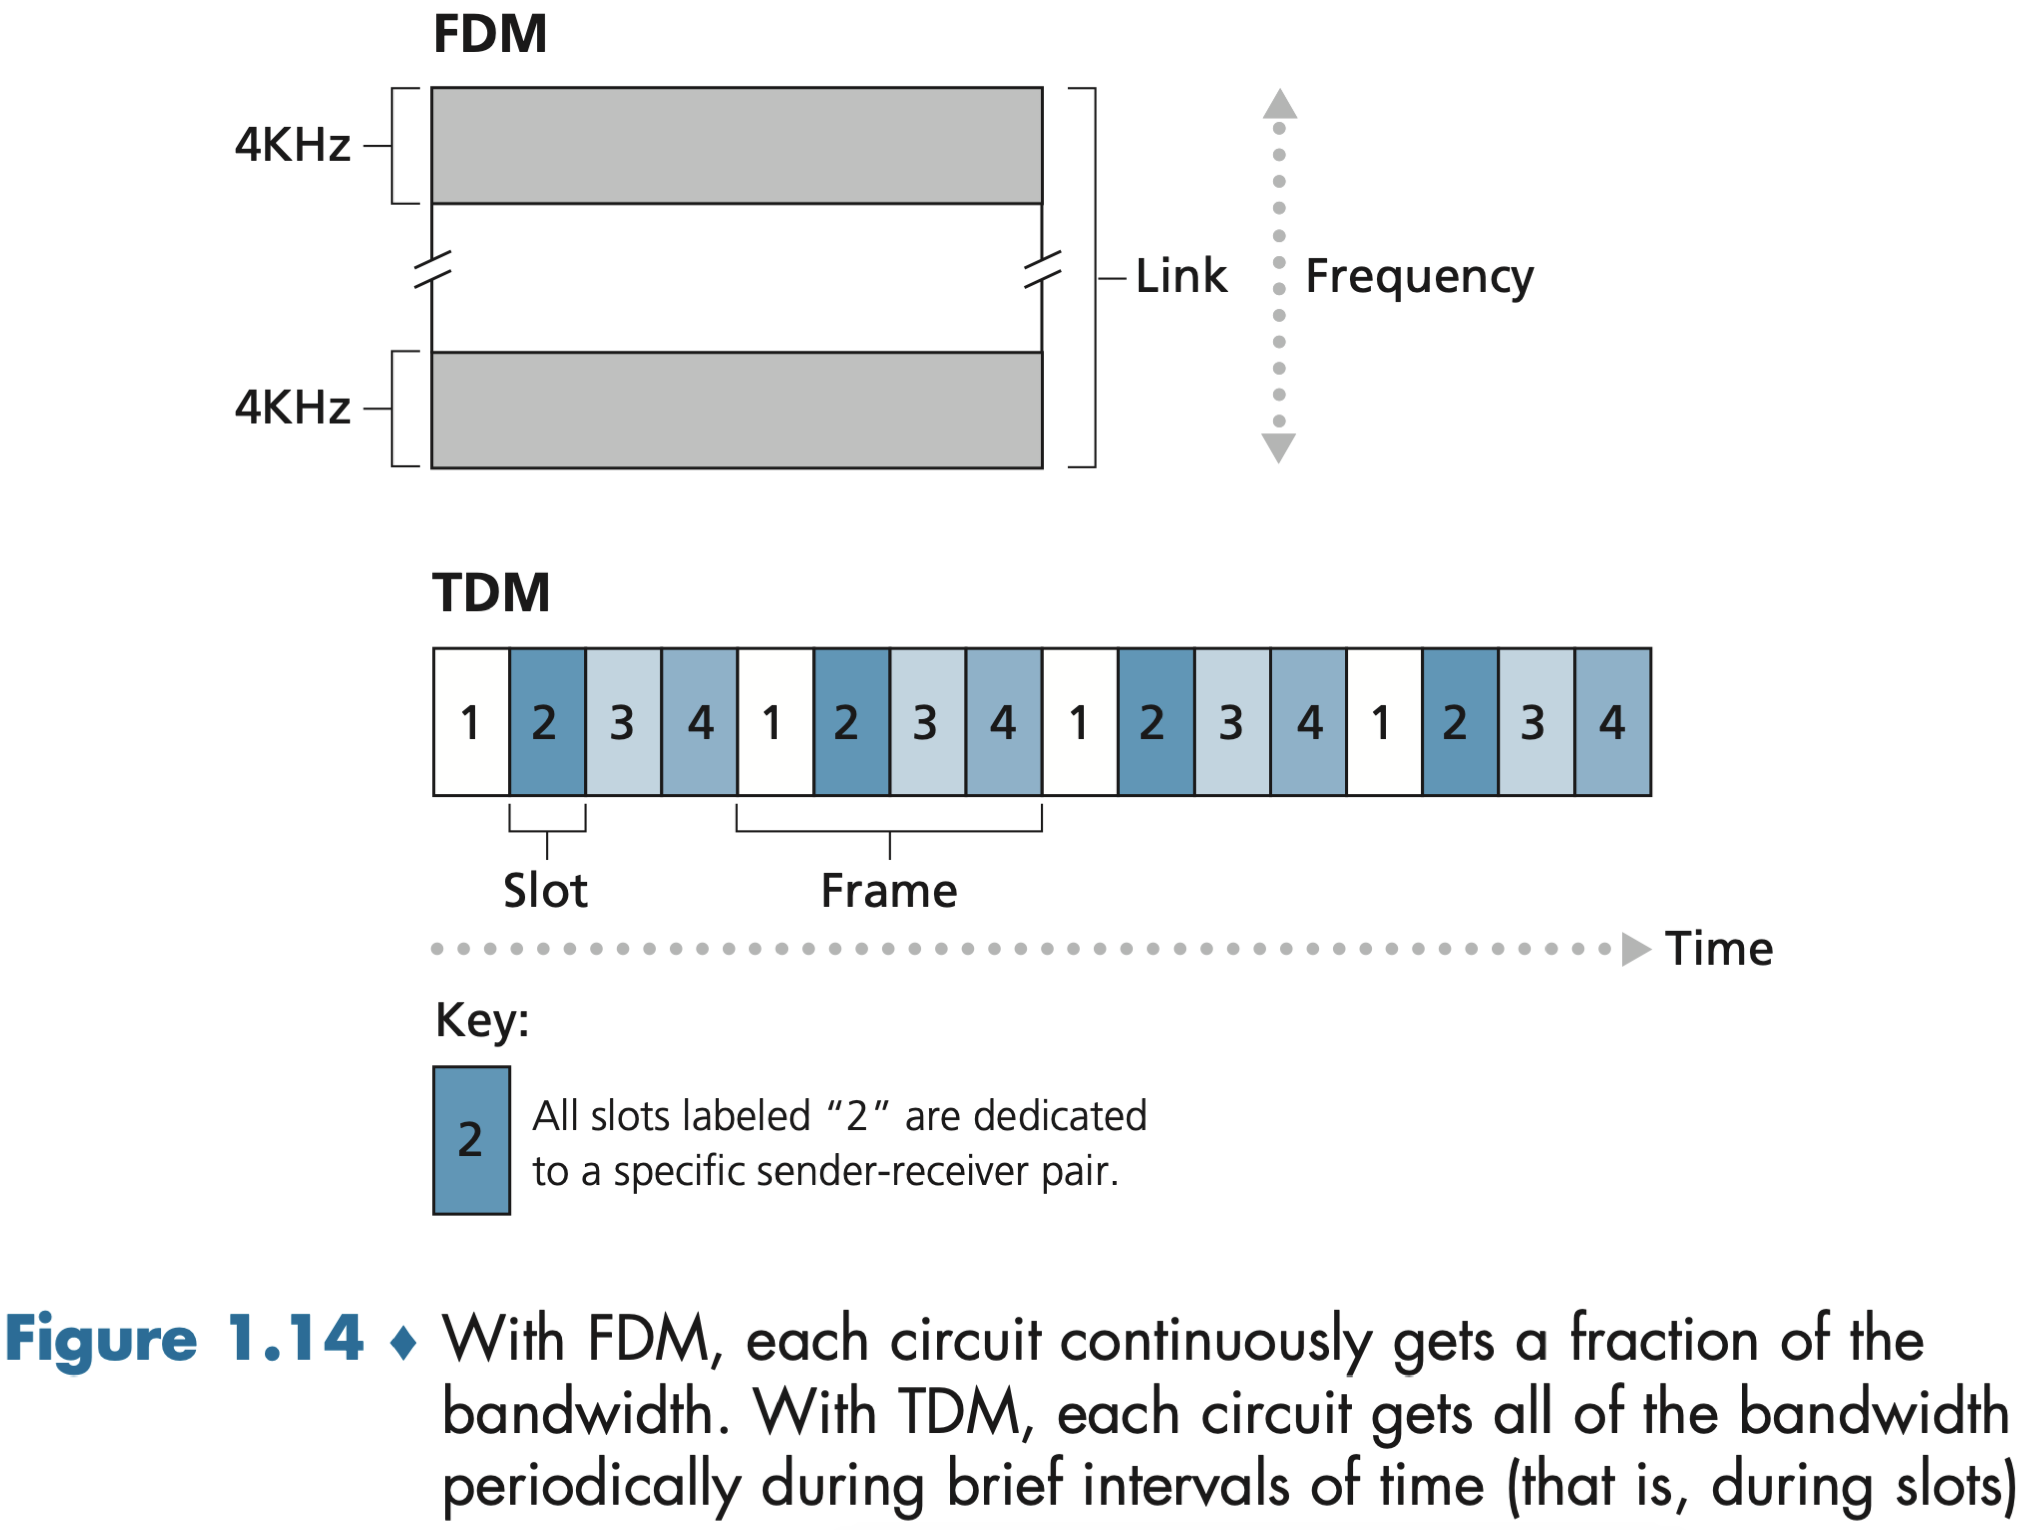 FDM
4KHz
Link
Frequency
4KHz
TDM
1 2 3 4 1 2 3 4 1 2 3 4 1 2 3 4
Slot
Frame
Time
Key:
2
All slots labeled “2” are dedicated
to a specific sender-receiver pair.
Figure 1.14 ♦ With FDM, each circuit continuously gets a fraction of the
bandwidth. With TDM, each circuit gets all of the bandwidth
periodically during brief intervals of time (that is, during slots)